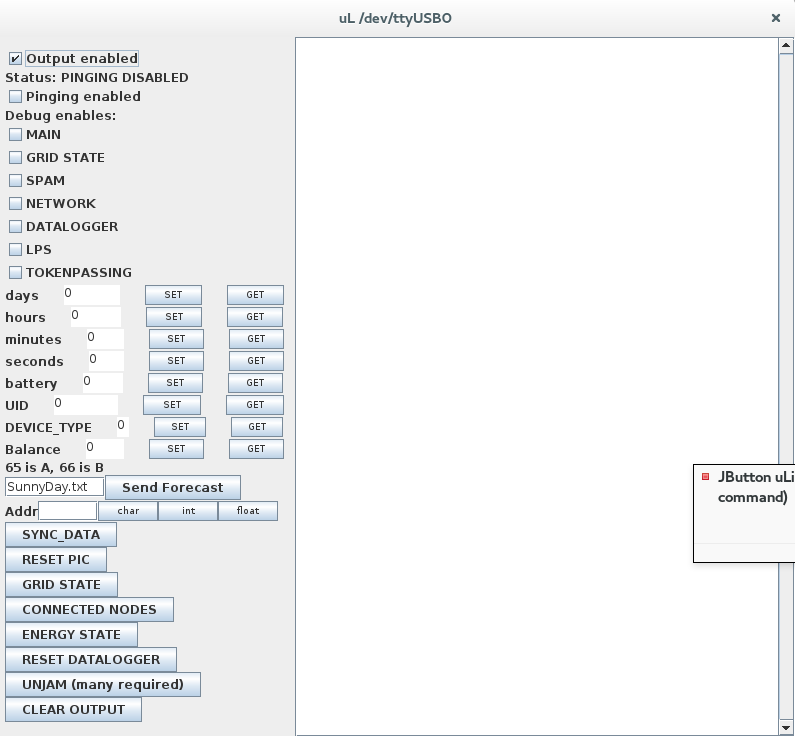 uL /dev/ttyUSB0
Output enabled
Status: PINGING DISABLED
Pinging enabled
Debug enables:
MAIN
GRID STATE
SPAM
NETWORK
DATALOGGER
LPS
TOKENPASSING
days 0 SET GET
hours 0 SET GET
minutes 0 SET GET
seconds 0 SET GET
battery 0 SET GET
UID 0 SET GET
DEVICE_TYPE 0 SET GET
Balance 0 SET GET
65 is A, 66 is B
SunnyDay.txt Send Forecast
Addr char int float
SYNC_DATA
RESET PIC
GRID STATE
CONNECTED NODES
ENERGY STATE
RESET DATALOGGER
UNJAM (many required)
CLEAR OUTPUT
JButton uLi
command)